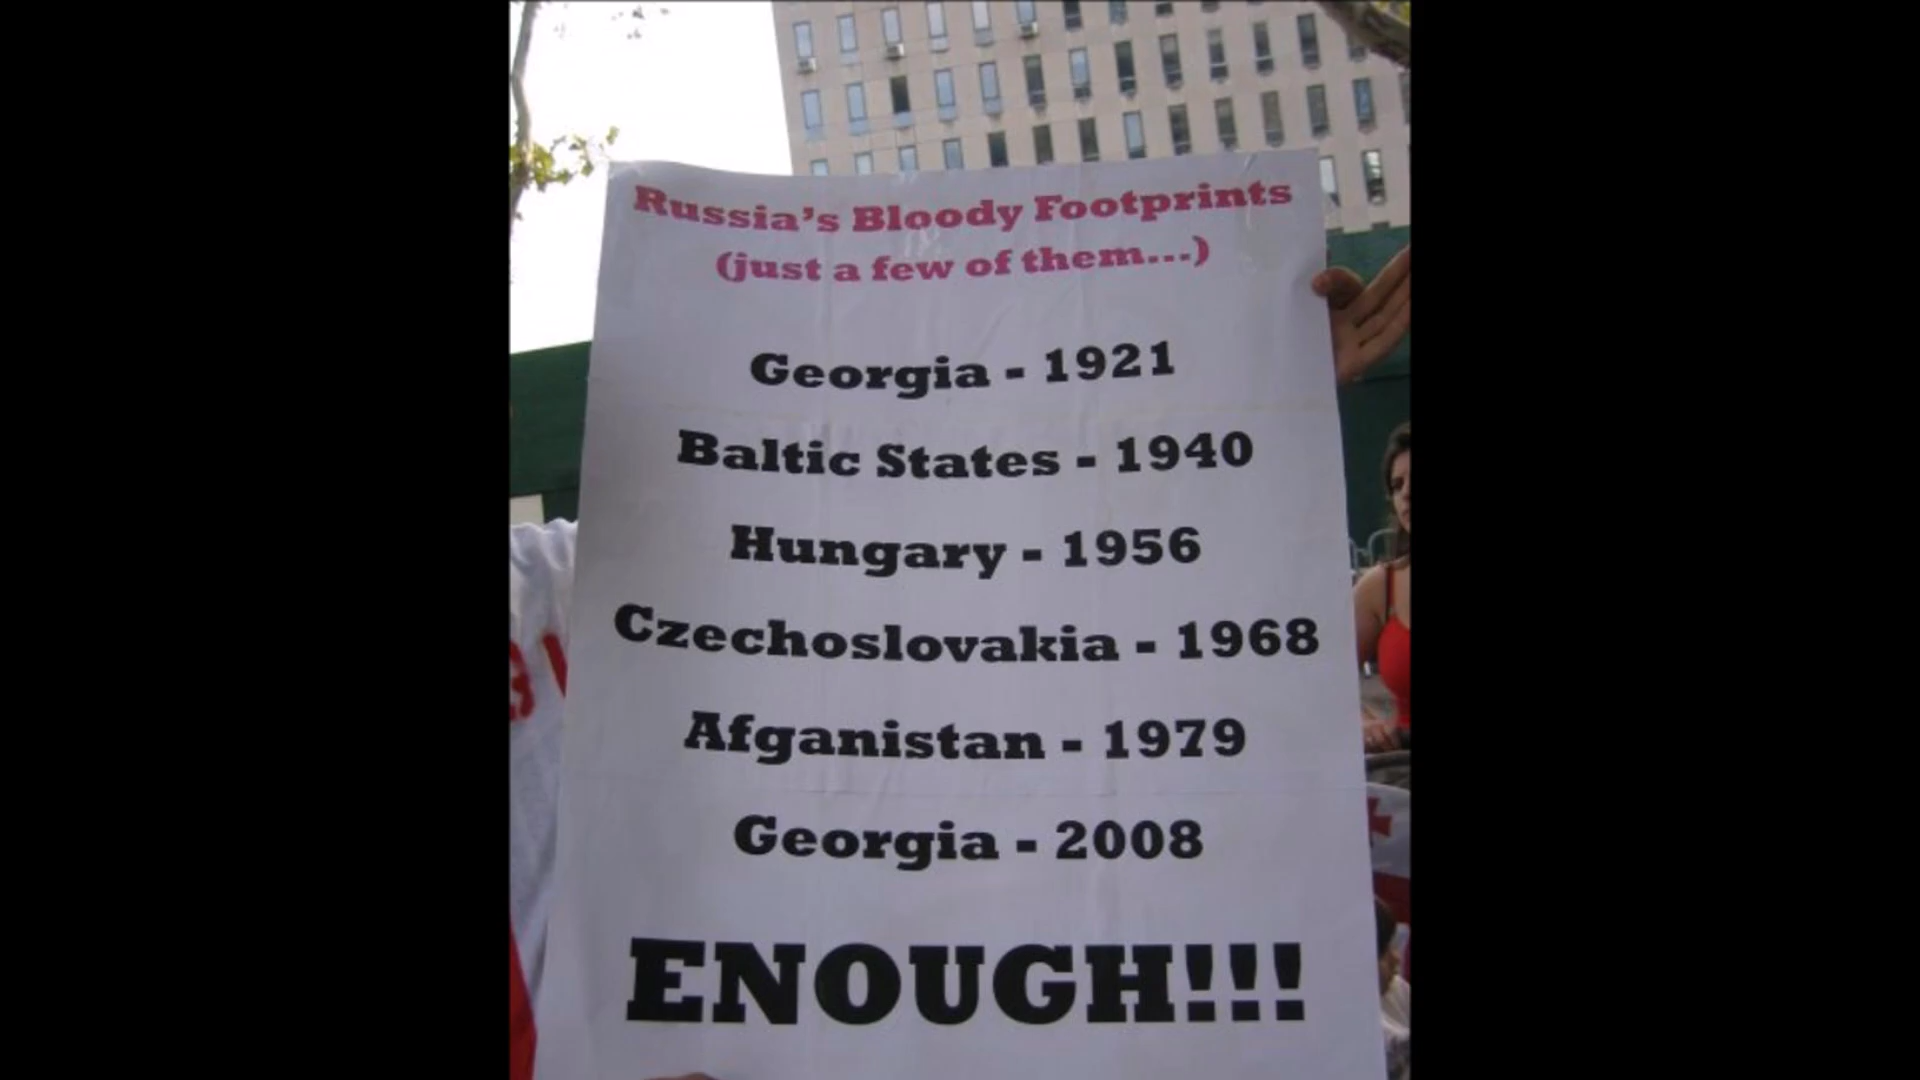 Russia's Bloody Footprints
(just a few of them...)
Georgia - 1921
Baltic States - 1940
Hungary - 1956
Czechoslovakia - 1968
Afganistan - 1979
Georgia - 2008
ENOUGH!!!